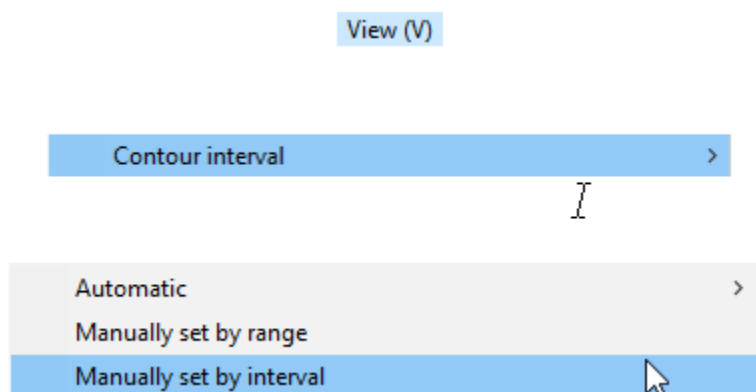 View (V)
Contour interval
Automatic
Manually set by range
Manually set by interval